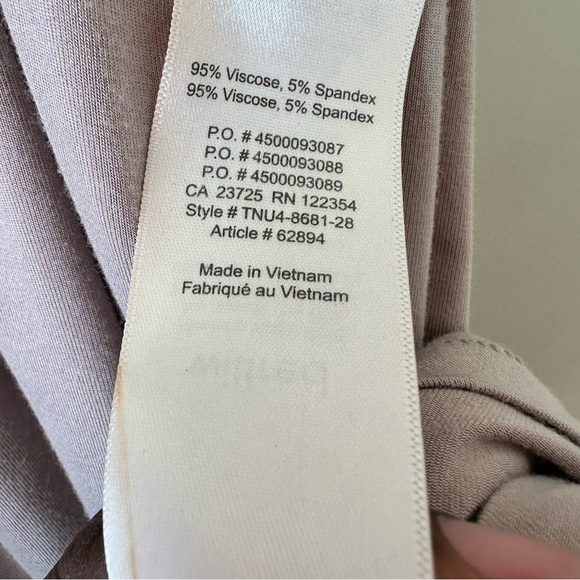 95% Viscose, 5% Spandex
95% Viscose, 5% Spandex
P.O. # 4500093087
P.O. # 4500093088
P.O. # 4500093089
CA 23725 RN 122354
Style # TNU4-8681-28
Article # 62894
Made in Vietnam
Fabriqué au Vietnam
wilfred